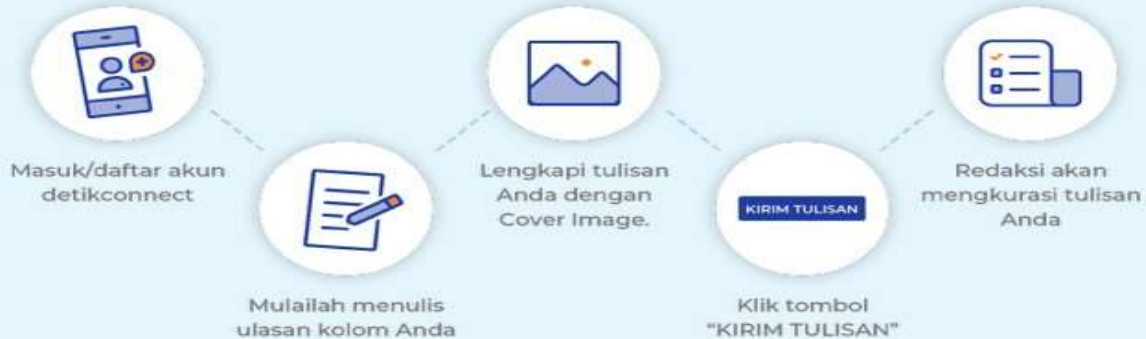 Masuk/daftar akun
detikconnect
Mulailah menulis
ulasan kolom Anda
Lengkapi tulisan
Anda dengan
Cover Image.
KIRIM TULISAN
Klik tombol
“KIRIM TULISAN”
Redaksi akan
mengkurasi tulisan
Anda